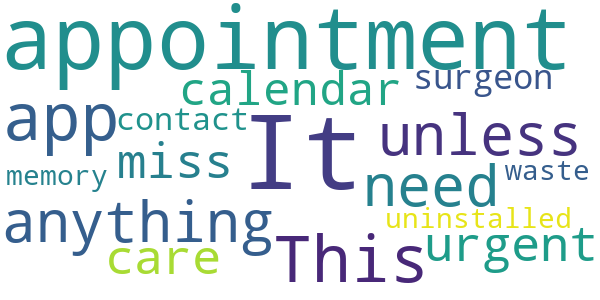 appointment
calendar surgeon
app contact It unless
miss need waste
memory
anything uninstalled
care This urgent